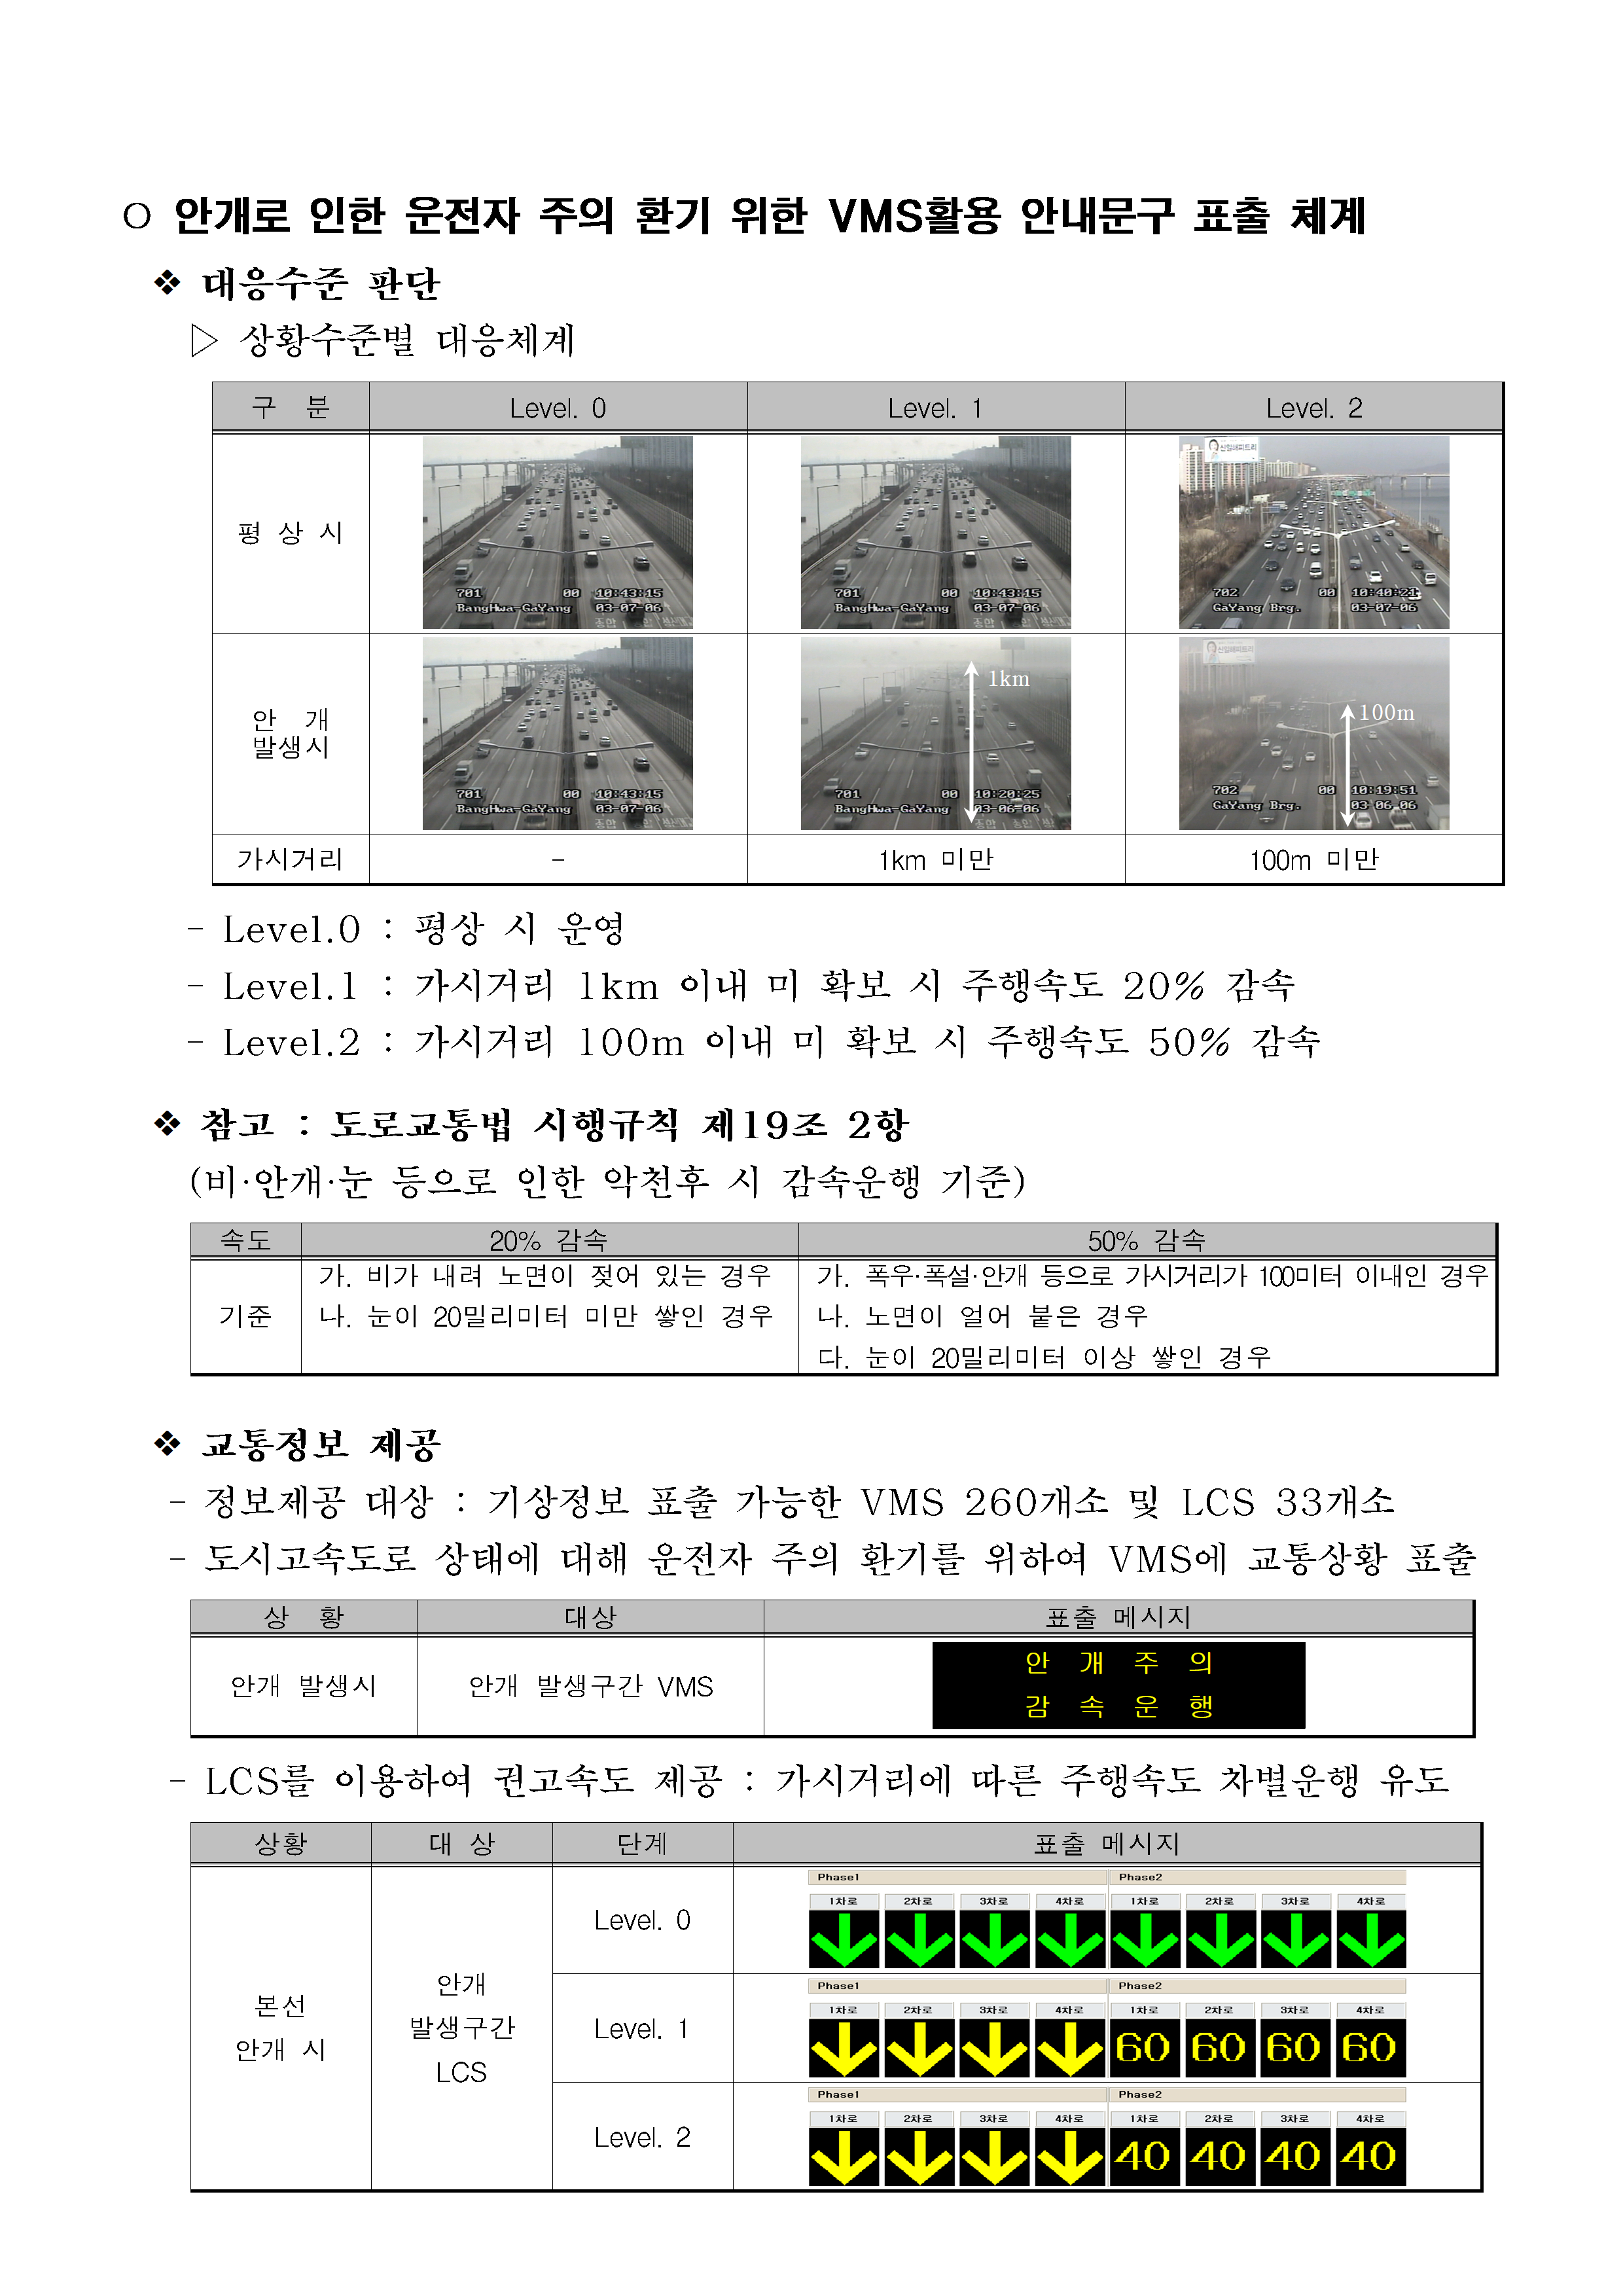 ○ 안개로 인한 운전자 주의 환기 위한 VMS활용 안내문구 표출 체계
❖ 대응수준 판단
▷ 상황수준별 대응체계
구 분 Level. 0 Level. 1 Level. 2
평 상 시
701 00 10:43:15
BangHwa-GaYang 03-07-06
701 00 10:43:15
BangHwa-GaYang 03-07-06
신일해피트리
702 00 10:40:21
GaYang Brg. 03-07-06
안 개
발생시
701 00 10:43:15
BangHwa-GaYang 03-07-06
1km
701 00 10:20:25
BangHwa-GaYang 03-06-06
신일해피트리
100m
702 00 10:19:51
GaYang Brg. 03-06-06
가시거리 - 1km 미만 100m 미만
- Level.0 : 평상 시 운영
- Level.1 : 가시거리 1km 이내 미 확보 시 주행속도 20% 감속
- Level.2 : 가시거리 100m 이내 미 확보 시 주행속도 50% 감속
❖ 참고 : 도로교통법 시행규칙 제19조 2항
(비·안개·눈 등으로 인한 악천후 시 감속운행 기준)
속도 20% 감속 50% 감속
기준
가. 비가 내려 노면이 젖어 있는 경우
나. 눈이 20밀리미터 미만 쌓인 경우
가. 폭우·폭설·안개 등으로 가시거리가 100미터 이내인 경우
나. 노면이 얼어 붙은 경우
다. 눈이 20밀리미터 이상 쌓인 경우
❖ 교통정보 제공
- 정보제공 대상 : 기상정보 표출 가능한 VMS 260개소 및 LCS 33개소
- 도시고속도로 상태에 대해 운전자 주의 환기를 위하여 VMS에 교통상황 표출
상 황 대상 표출 메시지
안개 발생시 안개 발생구간 VMS
안 개 주 의
감 속 운 행
- LCS를 이용하여 권고속도 제공 : 가시거리에 따른 주행속도 차별운행 유도
상황 대 상 단계 표출 메시지
본선
안개 시
안개
발생구간
LCS
Level. 0
Phase1 Phase2
1차로 2차로 3차로 4차로 1차로 2차로 3차로 4차로
Level. 1
Phase1 Phase2
1차로 2차로 3차로 4차로 1차로 2차로 3차로 4차로
60 60 60 60
Level. 2
Phase1 Phase2
1차로 2차로 3차로 4차로 1차로 2차로 3차로 4차로
40 40 40 40